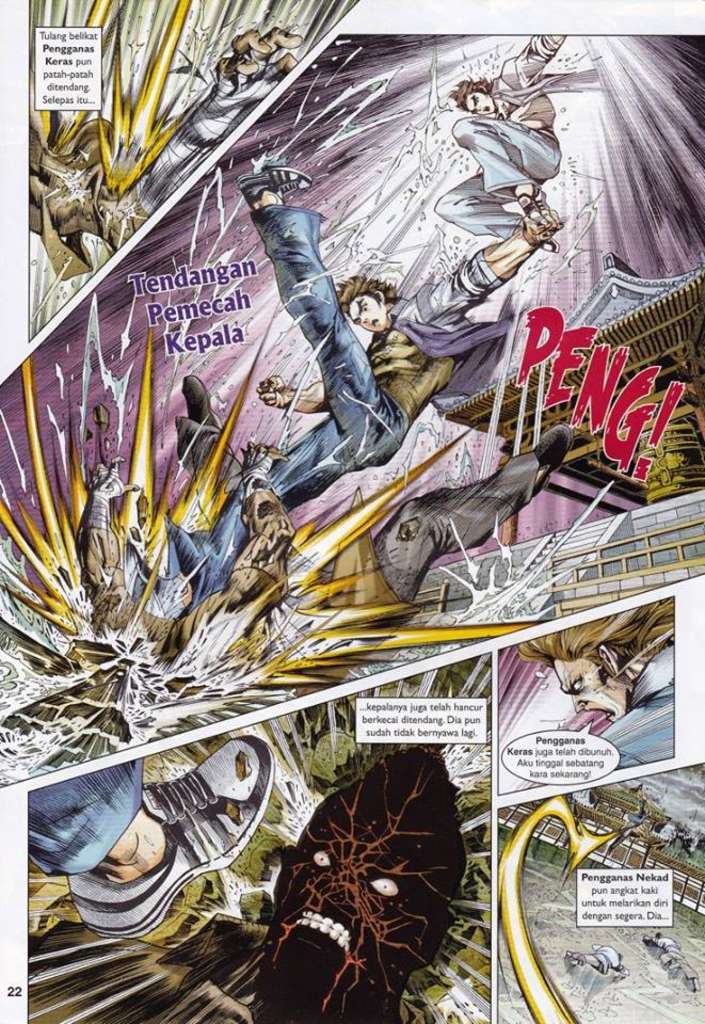 Tulang belikat
Pengganas
Keras pun
patah-patah
ditendang.
Selepas itu...
Tendangan
Pemecah
Kepala
PENG!
...kepalanya juga telah hancur
berkecai ditendang. Dia pun
sudah tidak bernyawa lagi.
Pengganas
Keras juga telah dibunuh.
Aku tinggal sebatang
kara sekarang!
Pengganas Nekad
pun angkat kaki
untuk melarikan diri
dengan segera. Dia...
22